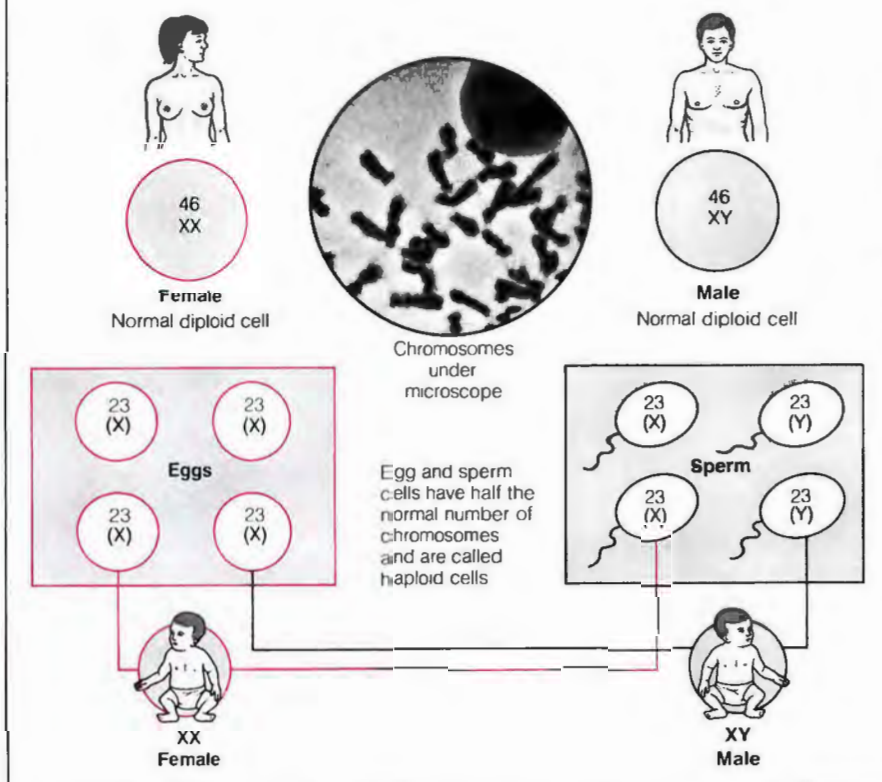 46
XX
Female
Normal diploid cell
Chromosomes
under
microscope
46
XY
Male
Normal diploid cell
23
(X)
23
(X)
Eggs
23
(X)
23
(X)
Egg and sperm
cells have half the
normal number of
chromosomes
and are called
haploid cells
23
(X)
23
(Y)
Sperm
23
(X)
23
(Y)
XX
Female
XY
Male